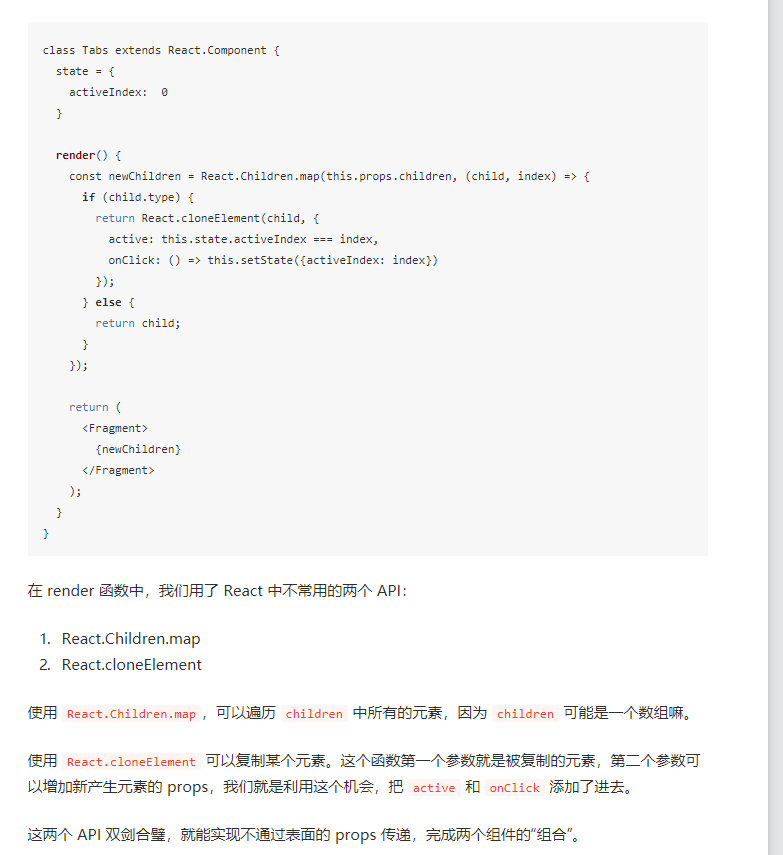 class Tabs extends React.Component {
  state = {
    activeIndex:  0
  }

  render() {
    const newChildren = React.Children.map(this.props.children, (child, index) => {
      if (child.type) {
        return React.cloneElement(child, {
          active: this.state.activeIndex === index,
          onClick: () => this.setState({activeIndex: index})
        });
      } else {
        return child;
      }
    });

    return (
      <Fragment>
        {newChildren}
      </Fragment>
    );
  }
}
在 render 函数中，我们用了 React 中不常用的两个 API：
1. React.Children.map
2. React.cloneElement
使用 React.Children.map ，可以遍历 children 中所有的元素，因为 children 可能是一个数组嘛。
使用 React.cloneElement 可以复制某个元素。这个函数第一个参数就是被复制的元素，第二个参数可
以增加新产生元素的 props，我们就是利用这个机会，把 active 和 onClick 添加了进去。
这两个 API 双剑合璧，就能实现不通过表面的 props 传递，完成两个组件的“组合”。